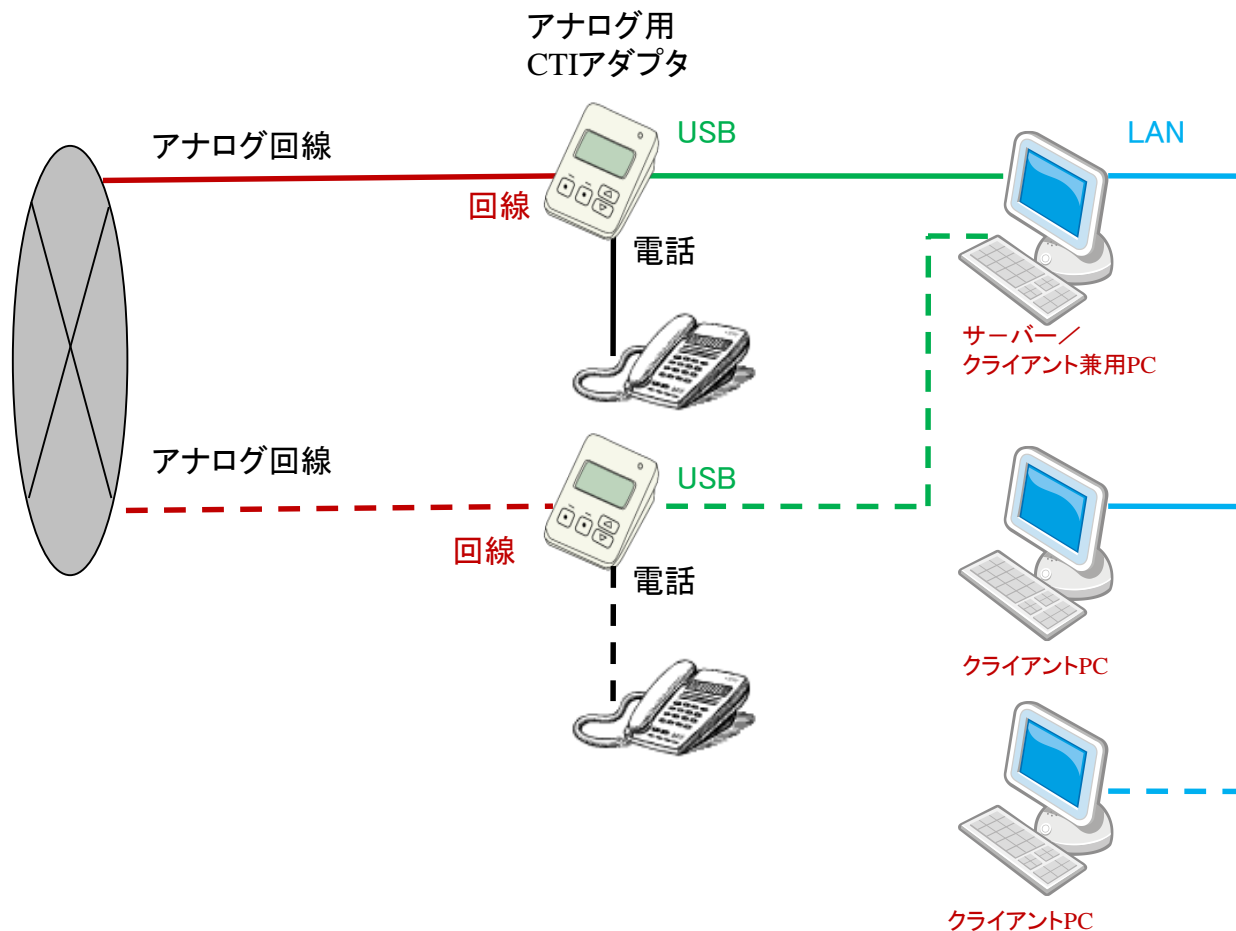 アナログ用
CTIアダプタ
アナログ回線
USB
LAN
回線
電話
サーバー／
クライアント兼用PC
アナログ回線
USB
回線
電話
クライアントPC
クライアントPC